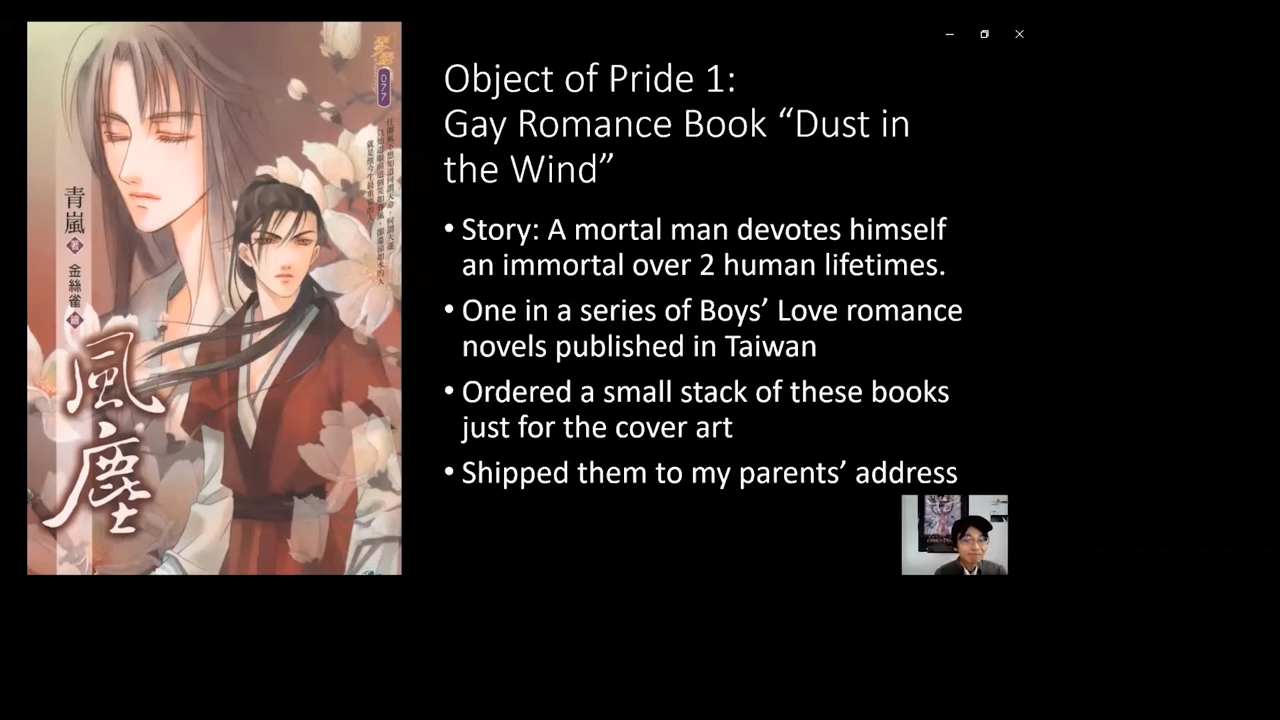 Object of Pride 1:
Gay Romance Book “Dust in
the Wind”
• Story: A mortal man devotes himself
an immortal over 2 human lifetimes.
• One in a series of Boys’ Love romance
novels published in Taiwan
• Ordered a small stack of these books
just for the cover art
• Shipped them to my parents’ address
077
青嵐 著
金絲雀 繪
風塵